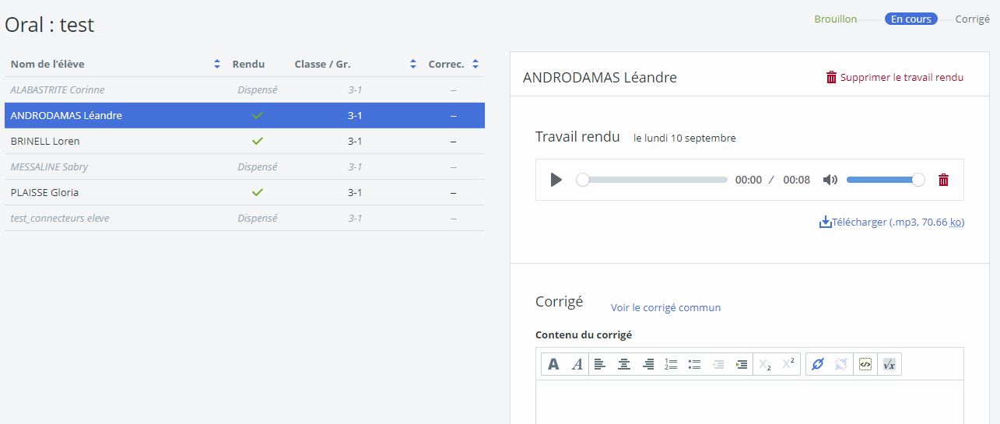 Oral : test
Brouillon En cours Corrigé
Nom de l'élève Rendu Classe / Gr. Correc.
ALABASTRITE Corinne Dispensé 3-1 --
ANDRODAMAS Léandre 3-1 --
BRINELL Loren 3-1 --
MESSALINE Sabry Dispensé 3-1 --
PLAISSE Gloria 3-1 --
test_connecteurs eleve Dispensé 3-1 --
ANDRODAMAS Léandre Supprimer le travail rendu
Travail rendu le lundi 10 septembre
00:00 / 00:08
Télécharger (.mp3, 70.66 ko)
Corrigé Voir le corrigé commun
Contenu du corrigé